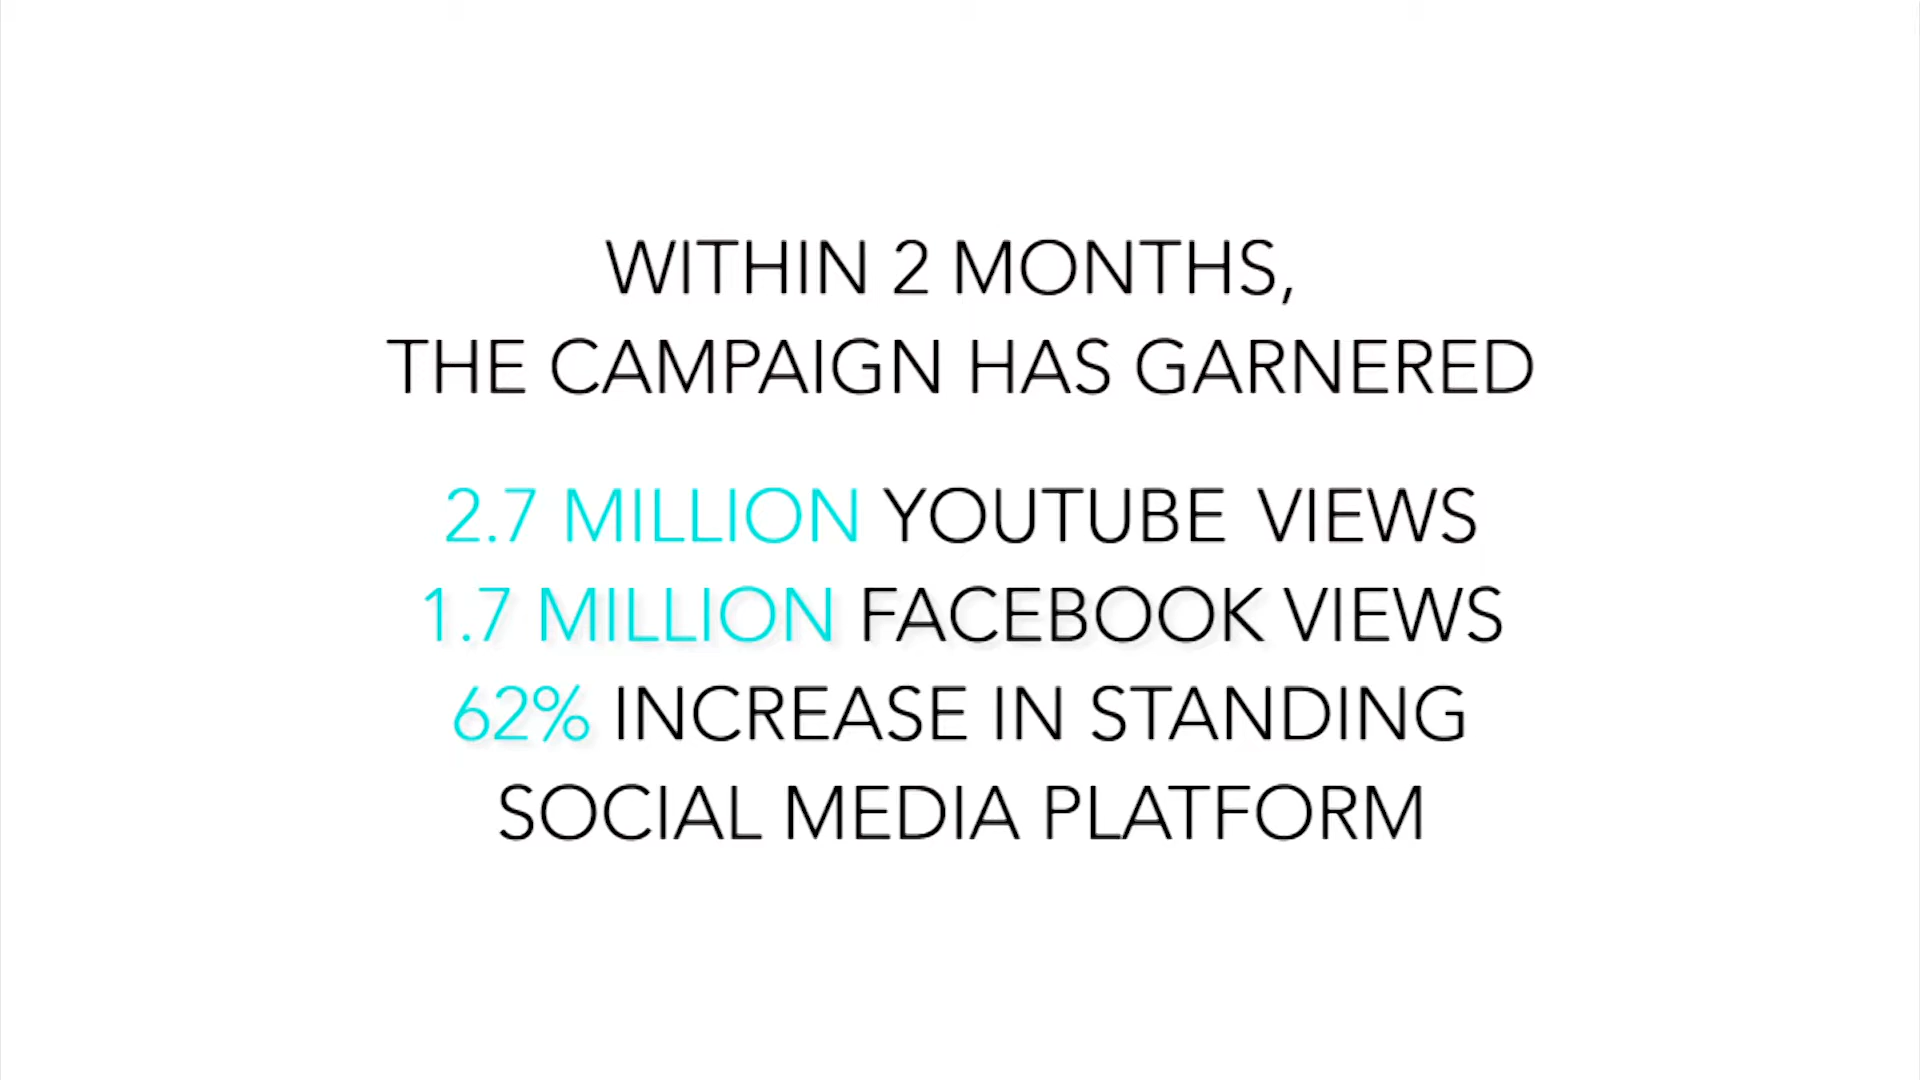 WITHIN 2 MONTHS,
THE CAMPAIGN HAS GARNERED
2.7 MILLION YOUTUBE VIEWS
1.7 MILLION FACEBOOK VIEWS
62% INCREASE IN STANDING
SOCIAL MEDIA PLATFORM